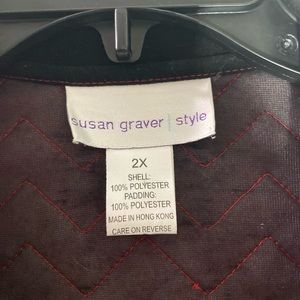 susan graver | style
2X
SHELL:
100% POLYESTER
PADDING:
100% POLYESTER
MADE IN HONG KONG
CARE ON REVERSE